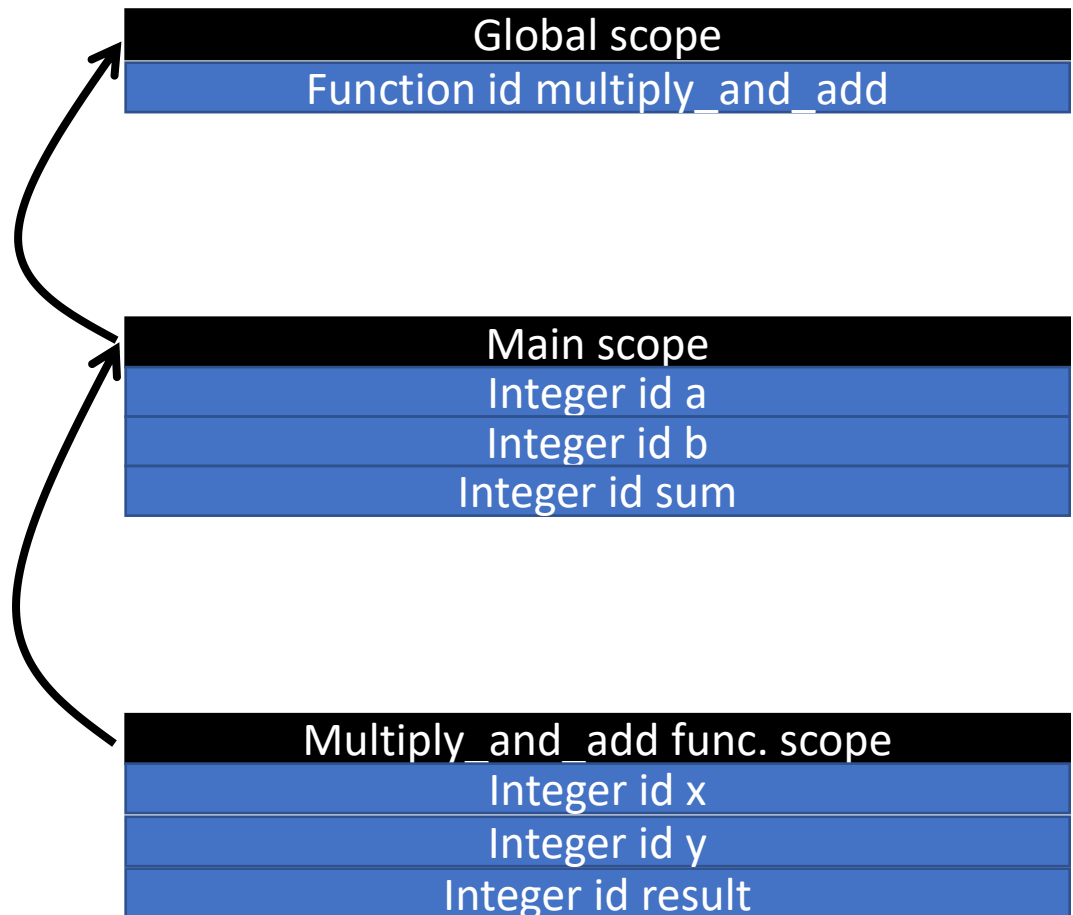 Global scope
Function id multiply_and_add
Main scope
Integer id a
Integer id b
Integer id sum
Multiply_and_add func. scope
Integer id x
Integer id y
Integer id result